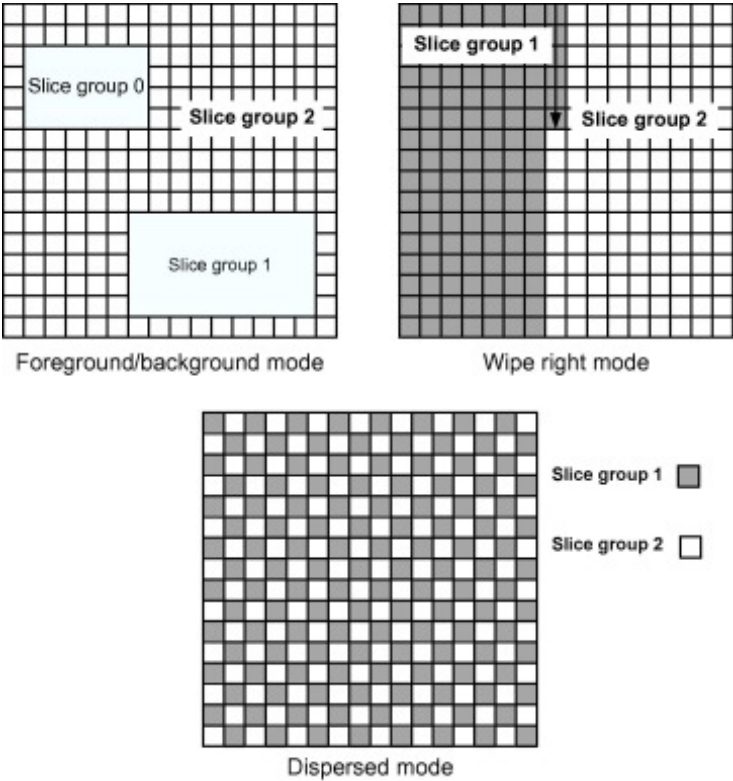 Slice group 0
Slice group 2
Slice group 1
Foreground/background mode
Slice group 1
Slice group 2
Wipe right mode
Slice group 1
Slice group 2
Dispersed mode